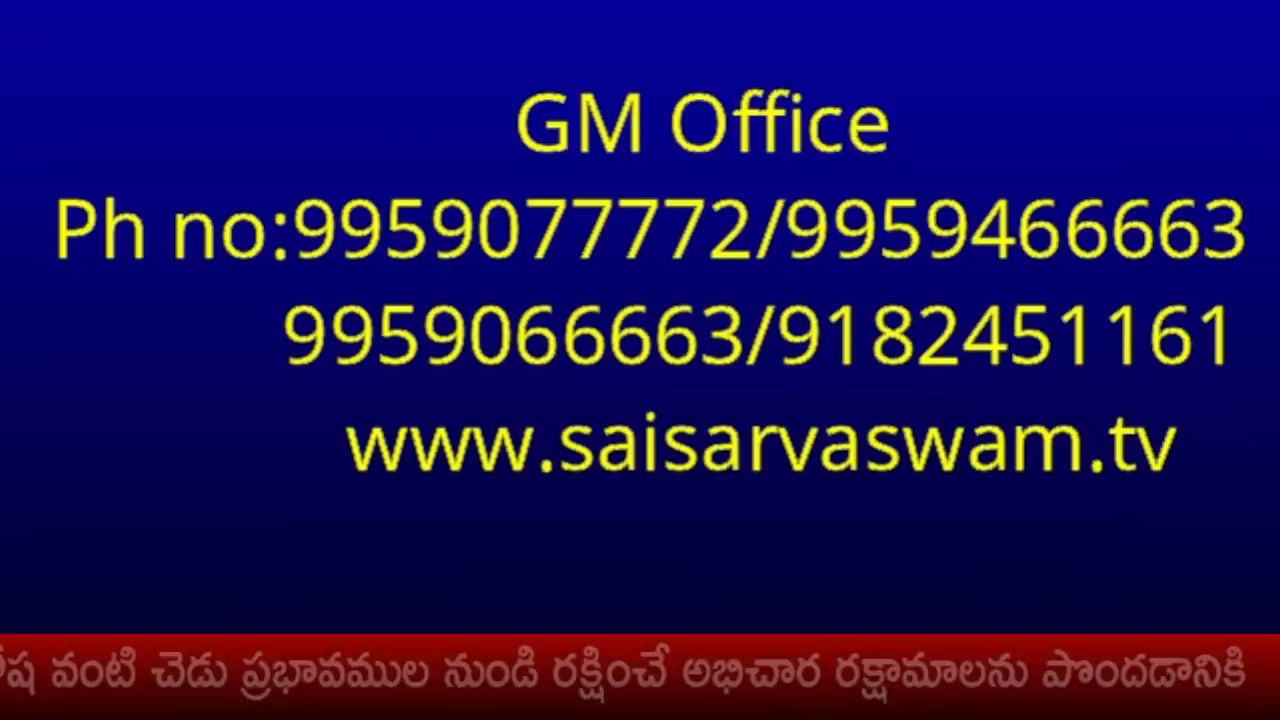 GM Office
Ph no:9959077772/9959466663
9959066663/9182451161
www.saisarvaswam.tv
వంటి చెడు ప్రభావముల నుండి రక్షించే అభిచార రక్షామాలను పొందడానికి